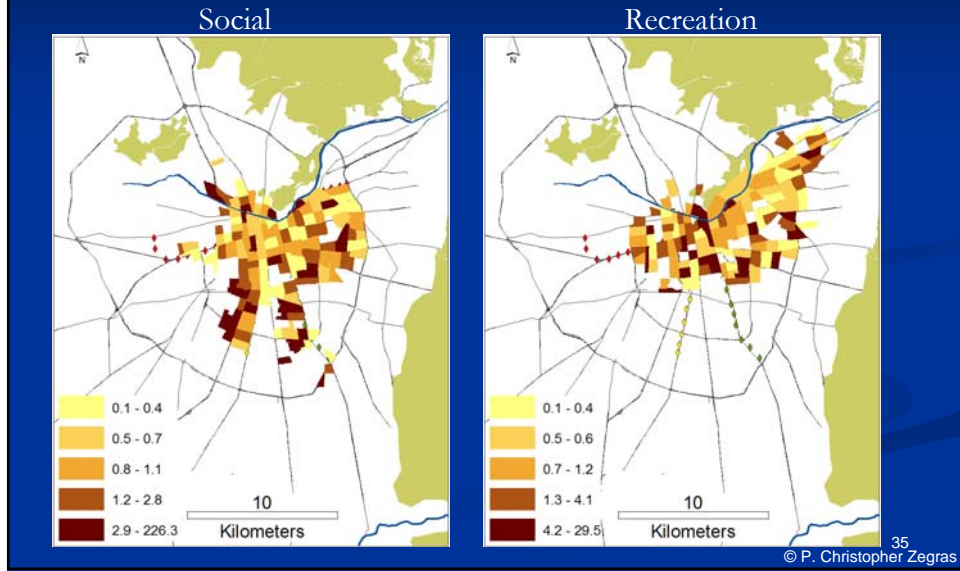 Social
Recreation
N
N
0.1 - 0.4
0.5 - 0.7
0.8 - 1.1
1.2 - 2.8
2.9 - 226.3
10
Kilometers
0.1 - 0.4
0.5 - 0.6
0.7 - 1.2
1.3 - 4.1
4.2 - 29.5
10
Kilometers
35
© P. Christopher Zegras